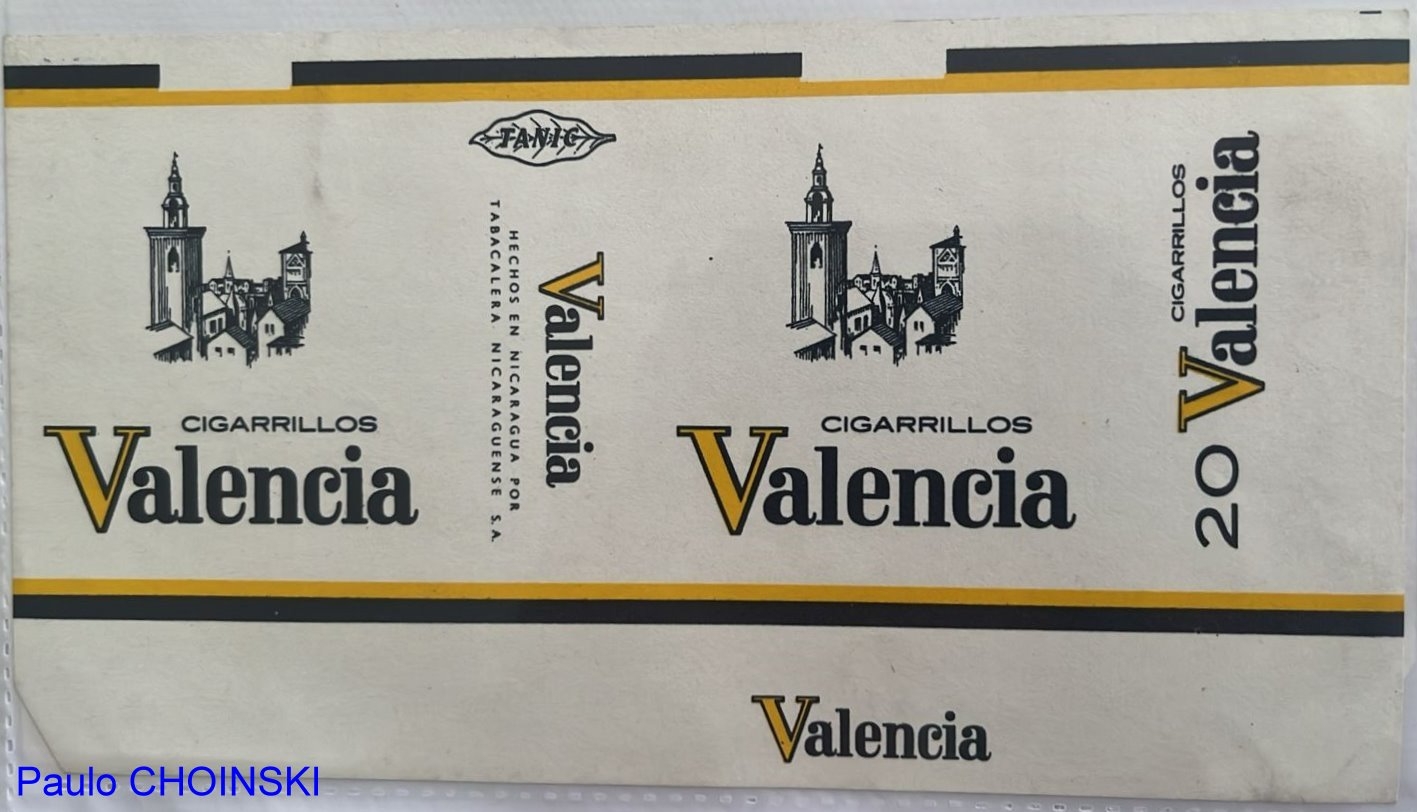 CIGARRILLOS
Valencia
TANIC
HECHOS EN NICARAGUA POR
TABACALERA NICARAGUENSE S.A.
Valencia
CIGARRILLOS
Valencia
CIGARRILLOS
20 Valencia
Valencia
Paulo CHOINSKI